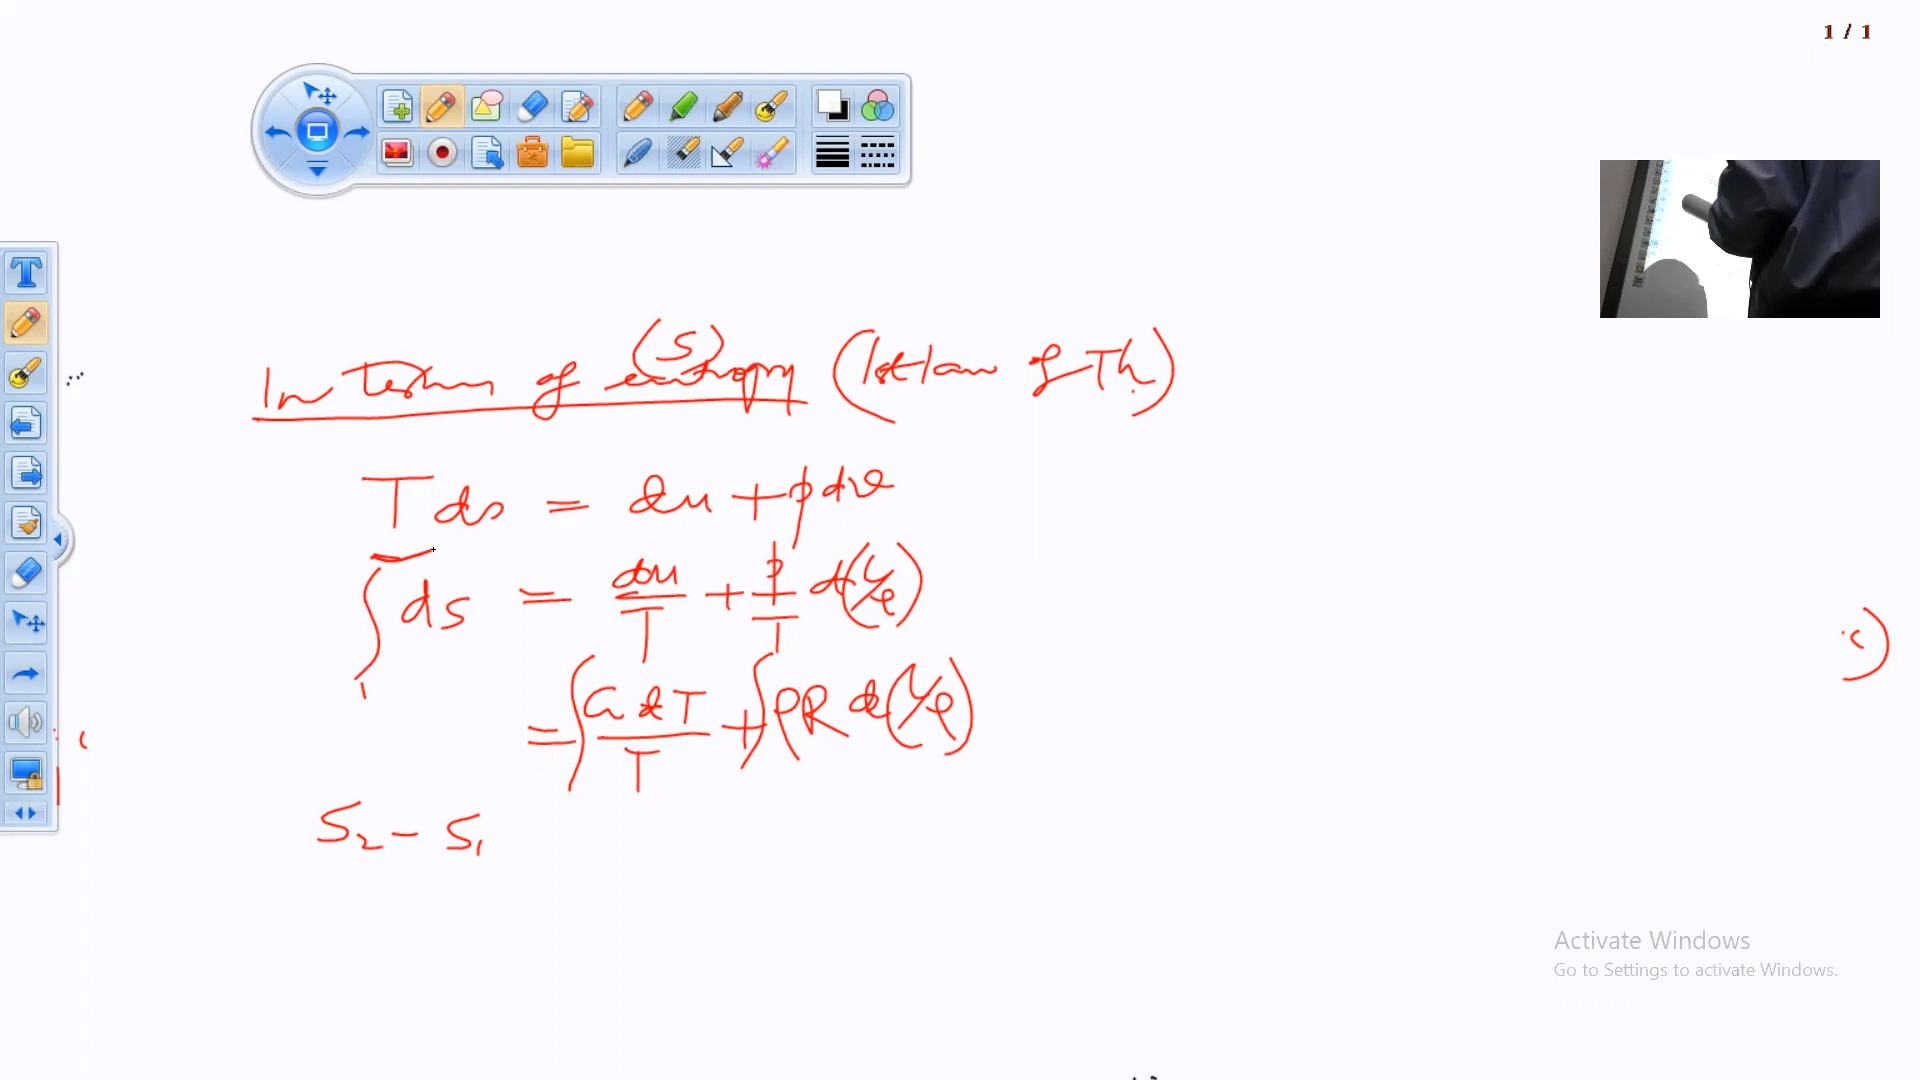 1 / 1
(S)
In Terms of entropy (1st law of Th.)
T ds = du + p dv
∫₁ ds = du/T + p/T d(1/ρ)
= ∫ Cv dT/T + ∫ ρR d(1/ρ)
S₂ - S₁
Activate Windows
Go to Settings to activate Windows.